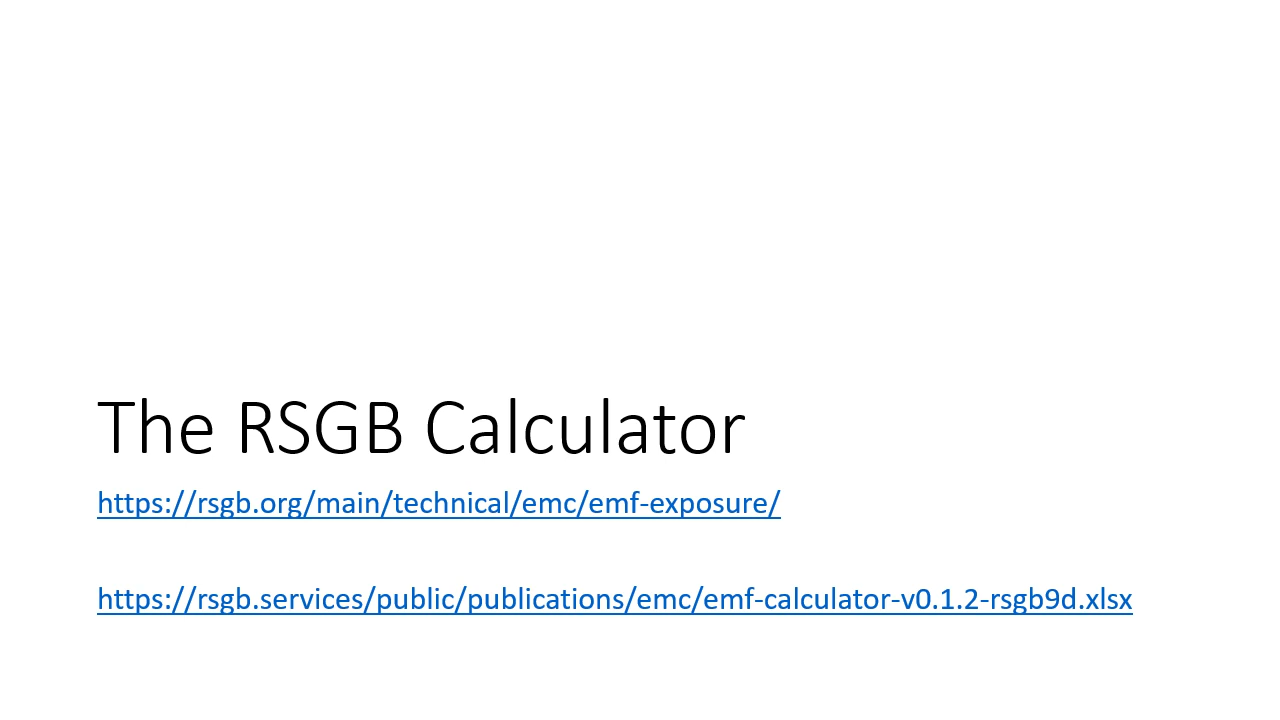 The RSGB Calculator
https://rsgb.org/main/technical/emc/emf-exposure/
https://rsgb.services/public/publications/emc/emf-calculator-v0.1.2-rsgb9d.xlsx